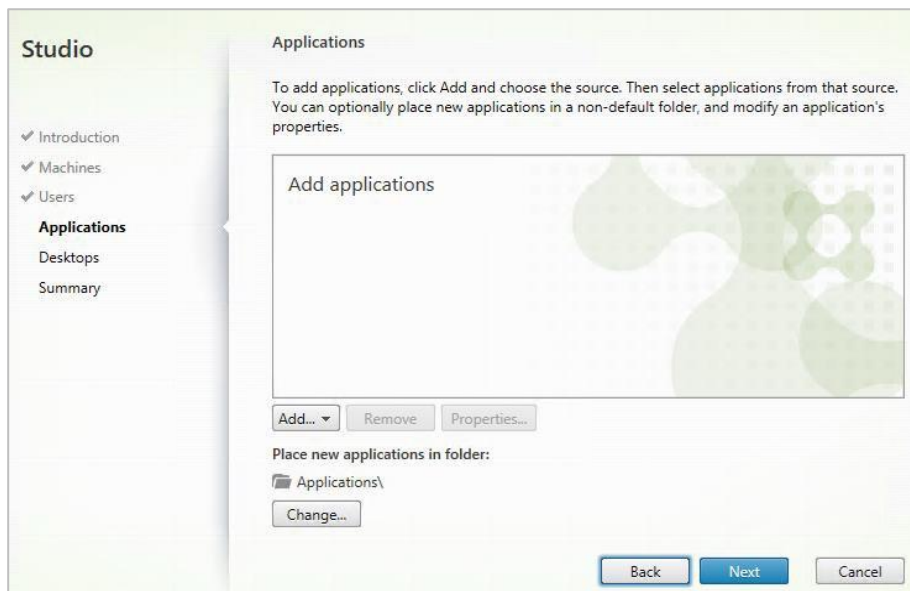 Studio
Introduction
Machines
Users
Applications
Desktops
Summary
Applications
To add applications, click Add and choose the source. Then select applications from that source.
You can optionally place new applications in a non-default folder, and modify an application's
properties.
Add applications
Add...
Remove
Properties...
Place new applications in folder:
Applications\
Change...
Back
Next
Cancel